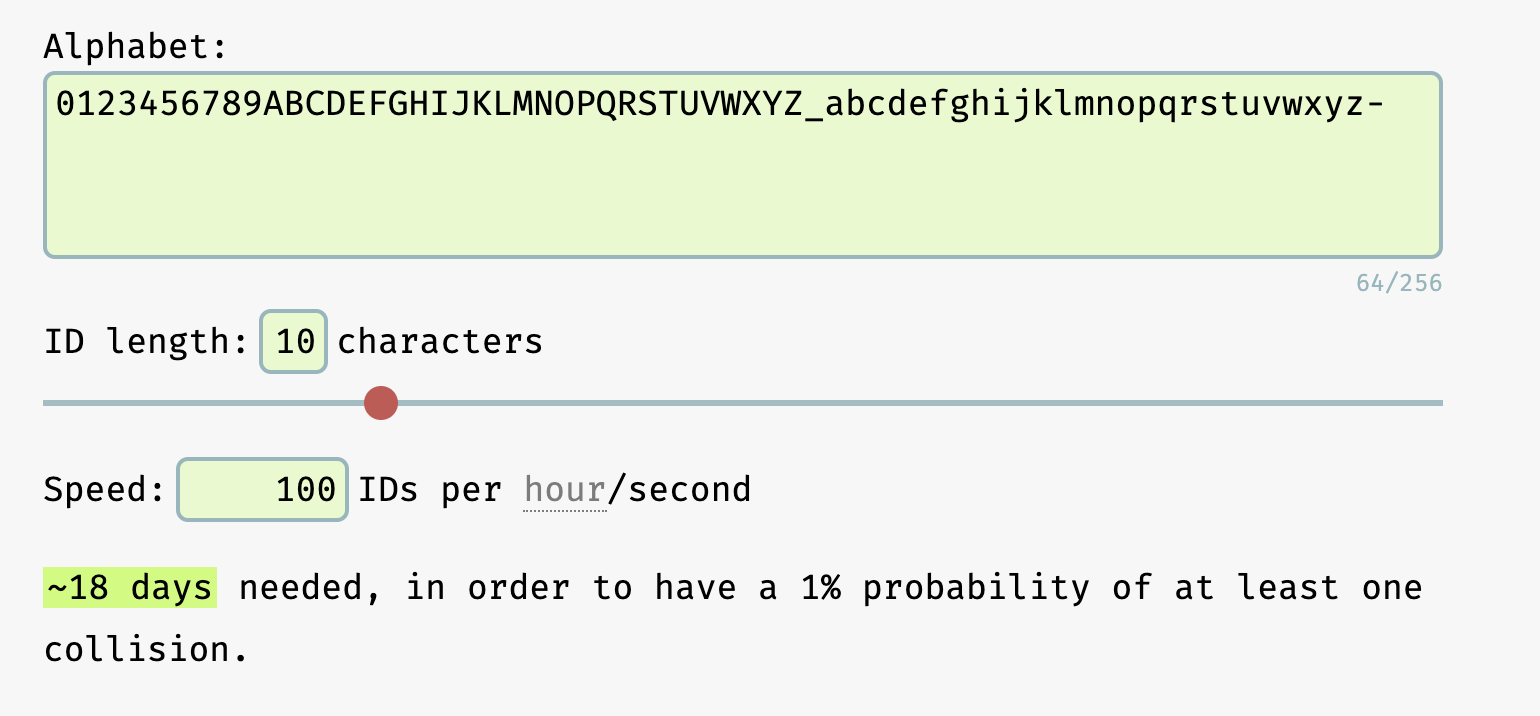 Alphabet:
0123456789ABCDEFGHIJKLMNOPQRSTUVWXYZ_abcdefghijklmnopqrstuvwxyz-
64/256
ID length: 10 characters
Speed: 100 IDs per hour/second
~18 days needed, in order to have a 1% probability of at least one
collision.